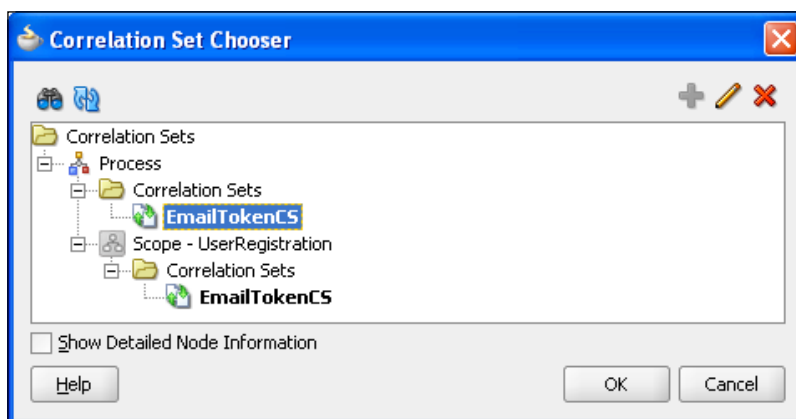 Correlation Set Chooser
Correlation Sets
Process
Correlation Sets
EmailTokenCS
Scope - UserRegistration
Correlation Sets
EmailTokenCS
Show Detailed Node Information
Help
OK
Cancel